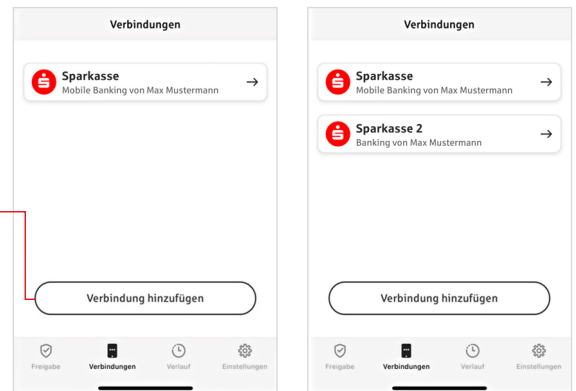 Verbindungen
Sparkasse
Mobile Banking von Max Mustermann
Verbindung hinzufügen
Freigabe
Verbindungen
Verlauf
Einstellungen
Verbindungen
Sparkasse
Mobile Banking von Max Mustermann
Sparkasse 2
Banking von Max Mustermann
Verbindung hinzufügen
Freigabe
Verbindungen
Verlauf
Einstellungen